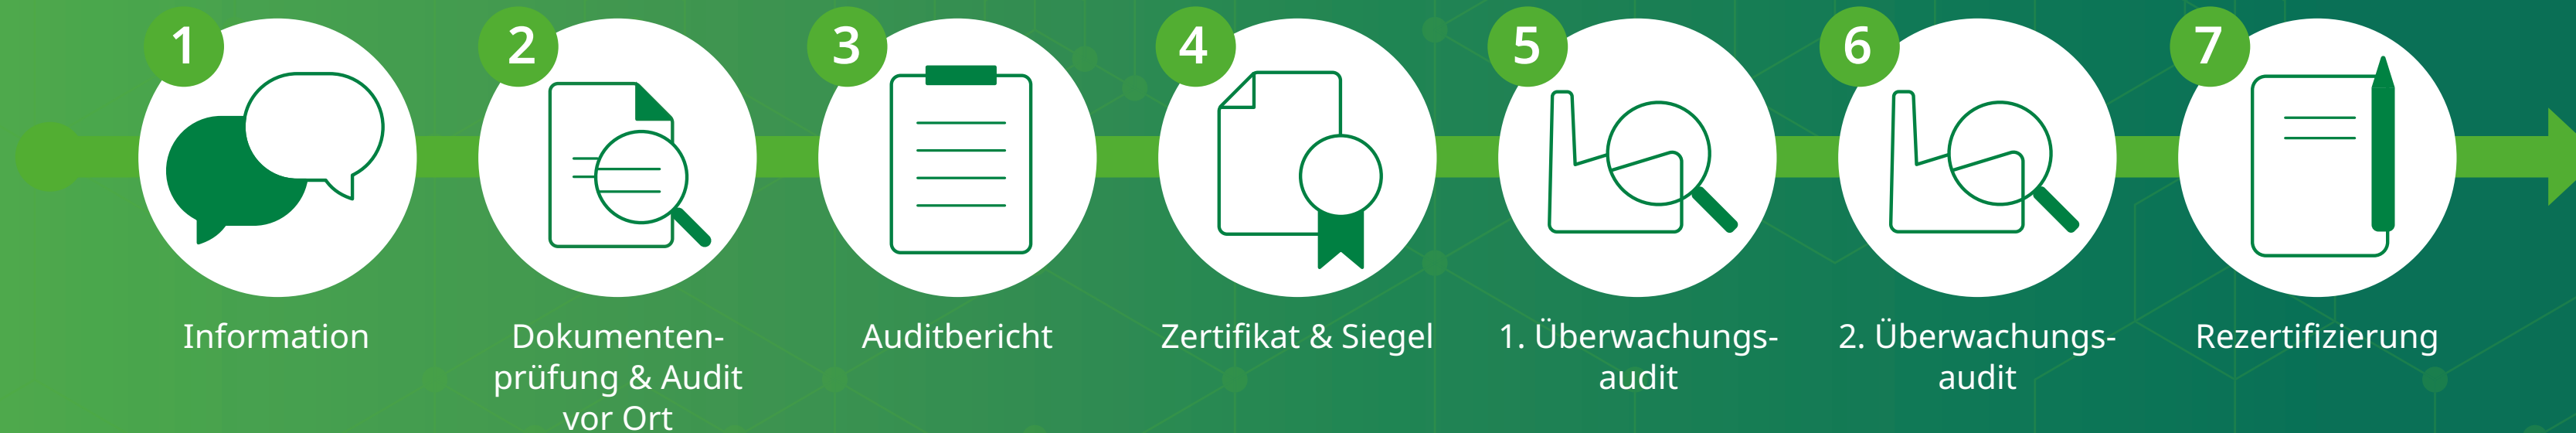 1
Information
2
Dokumenten-
prüfung & Audit
vor Ort
3
Auditbericht
4
Zertifikat & Siegel
5
1. Überwachungs-
audit
6
2. Überwachungs-
audit
7
Rezertifizierung